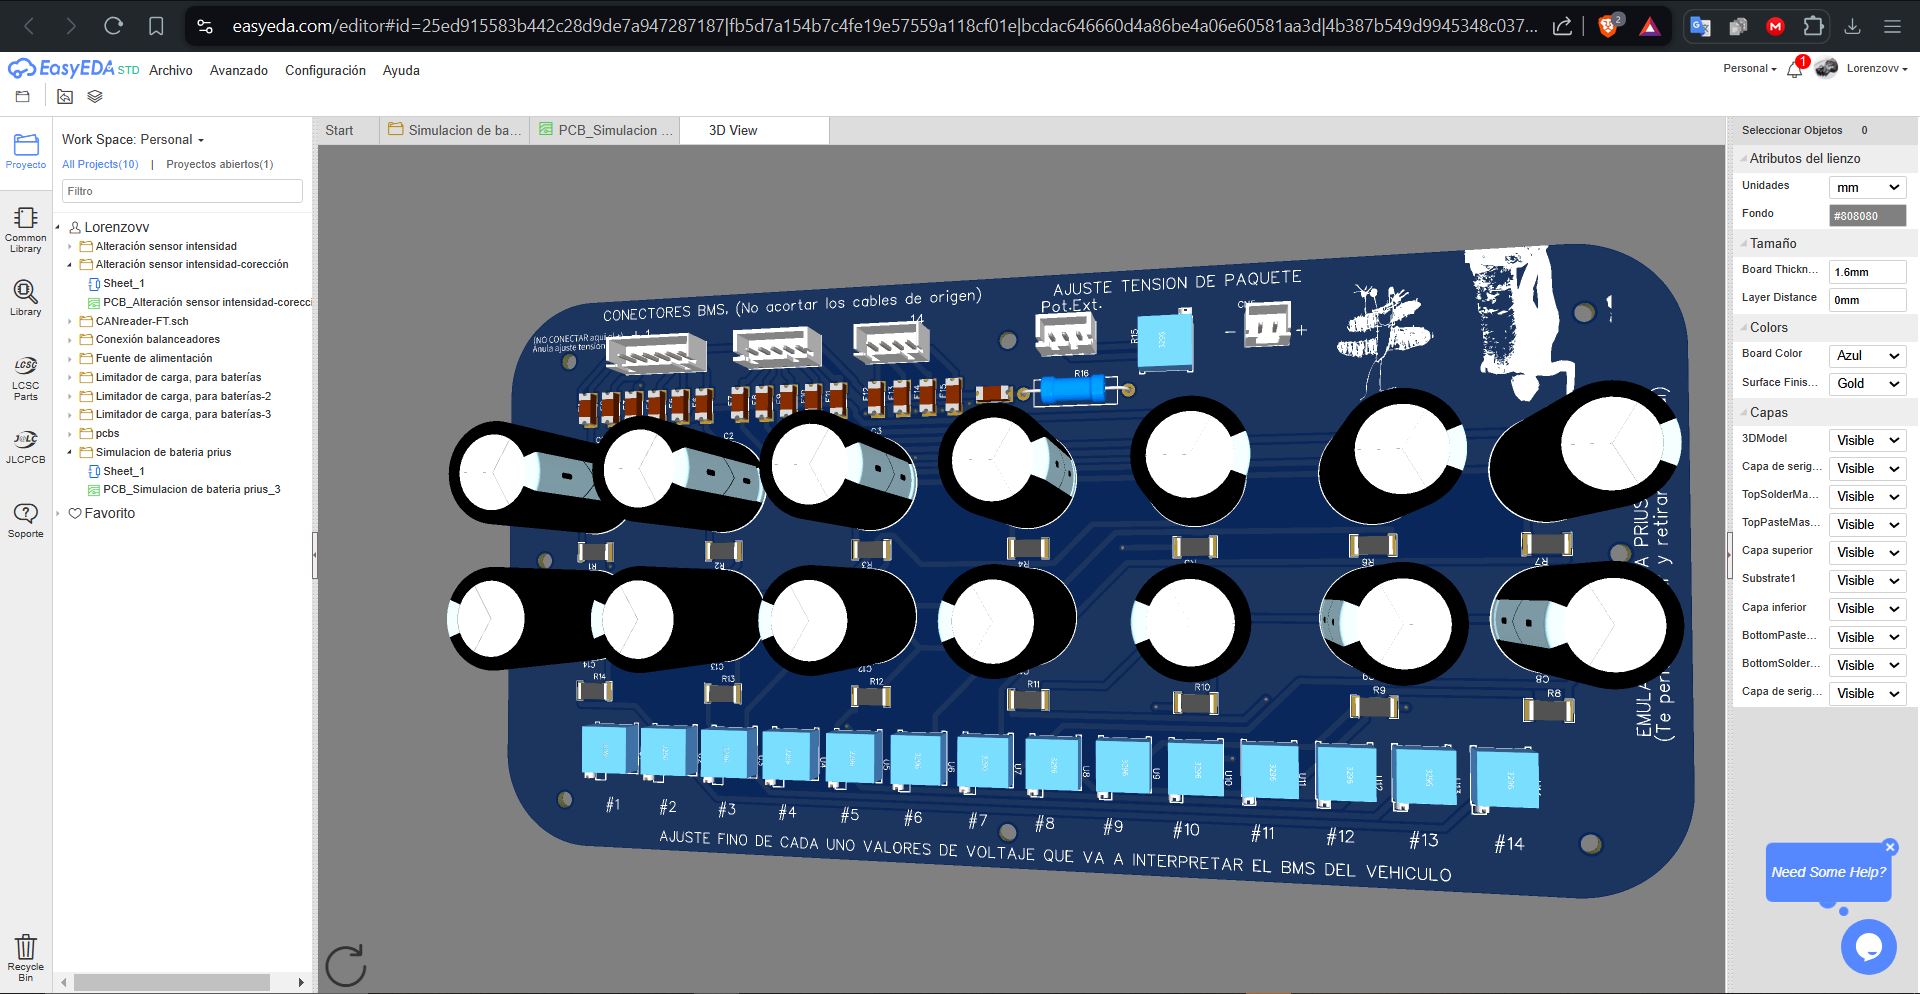 easyeda.com/editor#id=25ed915583b442c28d9de7a947287187|fb5d7a154b7c4fe19e57559a118cf01e|bcdac646660d4a86be4a06e60581aa3d|4b387b549d9945348c037...
2
EasyEDA STD Archivo Avanzado Configuración Ayuda
Personal 1 Lorenzovv
Proyecto
Common Library
Library
LCSC
LCSC Parts
J@LC
JLCPCB
Soporte
Recycle Bin
Work Space: Personal
All Projects(10) | Proyectos abiertos(1)
Filtro
Lorenzovv
Alteración sensor intensidad
Alteración sensor intensidad-corección
Sheet_1
PCB_Alteración sensor intensidad-corecci
CANreader-FT.sch
Conexión balanceadores
Fuente de alimentación
Limitador de carga, para baterías
Limitador de carga, para baterías-2
Limitador de carga, para baterías-3
pcbs
Simulacion de bateria prius
Sheet_1
PCB_Simulacion de bateria prius_3
Favorito
Start
Simulacion de ba...
PCB_Simulacion ...
3D View
CONECTORES BMS, (No acortar los cables de origen)
AJUSTE TENSION DE PAQUETE
Pot.Ext.
(NO CONECTAR aquí
Anula ajuste tensión
1
14
R15
3296
- +
R16
C2
C3
R1
R2
R3
R4
R6
R7
C14
C13
C12
C8
R14
R13
R12
R11
R10
R9
R8
U5
U6
U7
U8
U9
U10
U11
U12
#1 #2 #3 #4 #5 #6 #7 #8 #9 #10 #11 #12 #13 #14
AJUSTE FINO DE CADA UNO VALORES DE VOLTAJE QUE VA A INTERPRETAR EL BMS DEL VEHICULO
EMULA
A PRIUS
(Te per
y retirar
Seleccionar Objetos 0
Atributos del lienzo
Unidades mm
Fondo #808080
Tamaño
Board Thickn... 1.6mm
Layer Distance 0mm
Colors
Board Color Azul
Surface Finis... Gold
Capas
3DModel Visible
Capa de serig... Visible
TopSolderMa... Visible
TopPasteMas... Visible
Capa superior Visible
Substrate1 Visible
Capa inferior Visible
BottomPaste... Visible
BottomSolder... Visible
Capa de serig... Visible
Need Some Help?